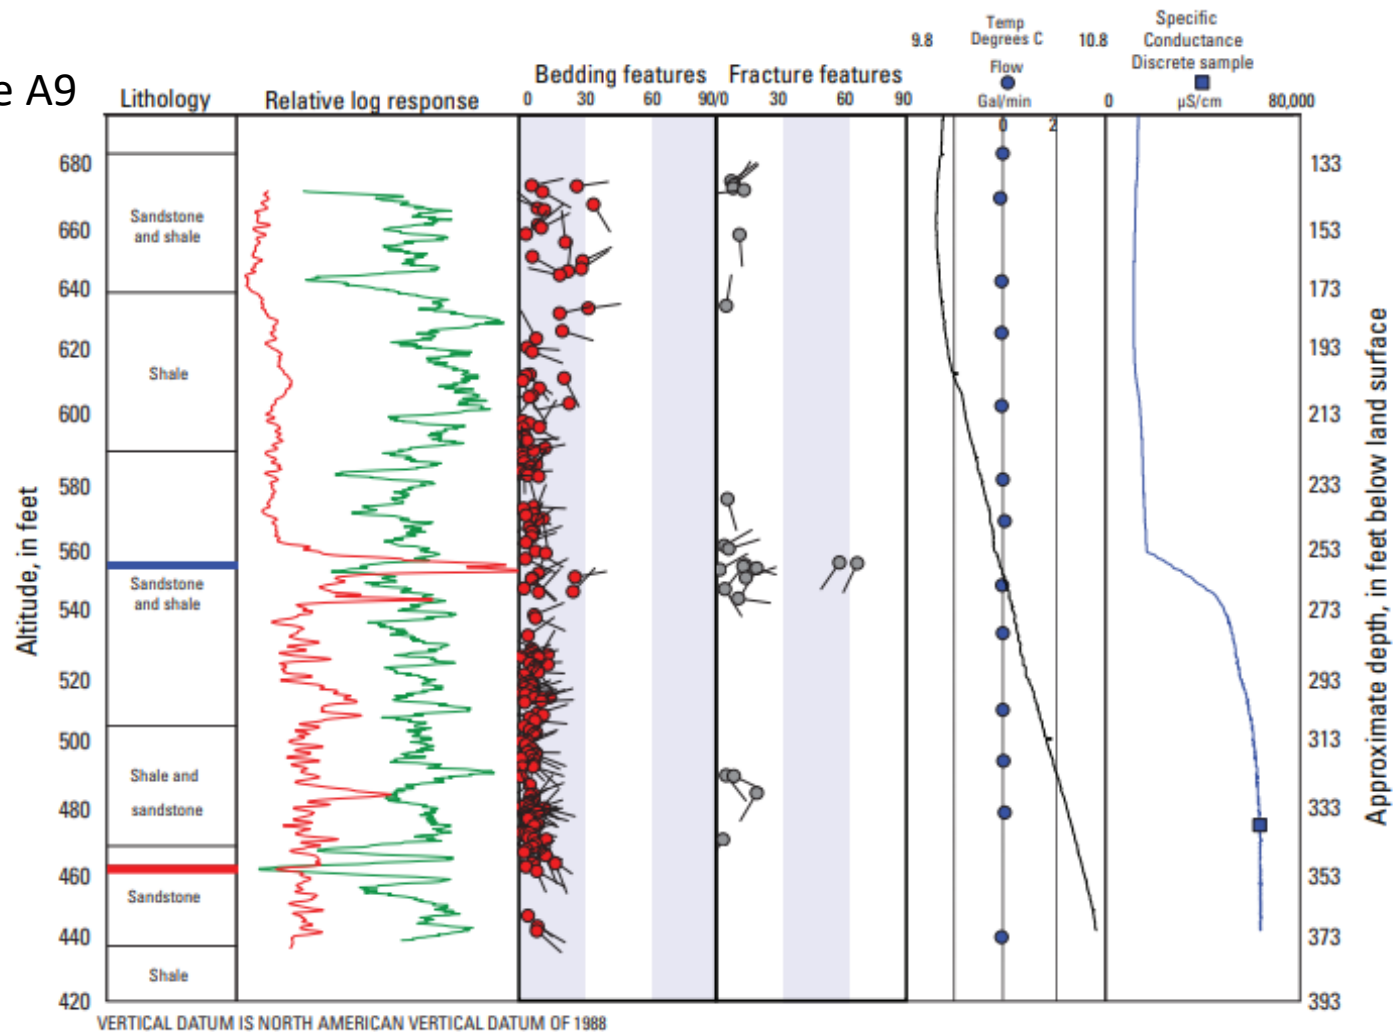 e A9
Specific
Temp
Conductance
9.8 Degrees C 10.8
Discrete sample
Flow
Bedding features Fracture features
Lithology Relative log response
0 30 60 90/0 30 60 90
Gal/min
0 µS/cm 80,000
0 2
680 133
660 153
640 173
620 193
600 213
580 233
560 253
540 273
520 293
500 313
480 333
460 353
440 373
420 393
Altitude, in feet
Approximate depth, in feet below land surface
Sandstone
and shale
Shale
Sandstone
and shale
Shale and
sandstone
Sandstone
Shale
VERTICAL DATUM IS NORTH AMERICAN VERTICAL DATUM OF 1988